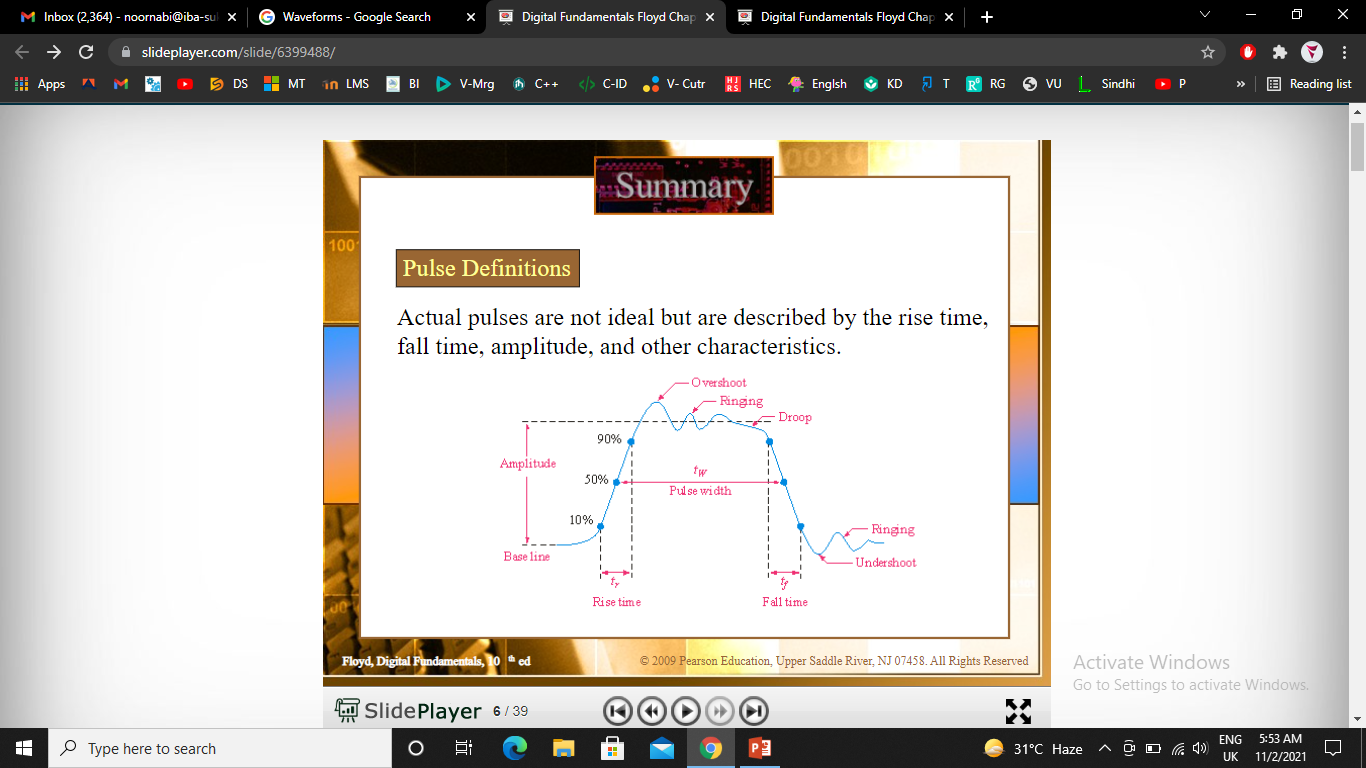 Inbox (2,364) - noornabi@iba-su
Waveforms - Google Search
Digital Fundamentals Floyd Chap
Digital Fundamentals Floyd Chap
slideplayer.com/slide/6399488/
Apps
DS
MT
LMS
BI
V-Mrg
C++
C-ID
V- Cutr
HEC
Englsh
KD
T
RG
VU
Sindhi
P
»
Reading list
Summary
Pulse Definitions
Actual pulses are not ideal but are described by the rise time,
fall time, amplitude, and other characteristics.
Overshoot
Ringing
Droop
90%
Amplitude
tW
50%
Pulse width
10%
Ringing
Base line
Undershoot
tr
tf
Rise time
Fall time
Floyd, Digital Fundamentals, 10 th ed
© 2009 Pearson Education, Upper Saddle River, NJ 07458. All Rights Reserved
Activate Windows
Go to Settings to activate Windows.
SlidePlayer
6 / 39
Type here to search
31°C Haze
ENG
UK
5:53 AM
11/2/2021